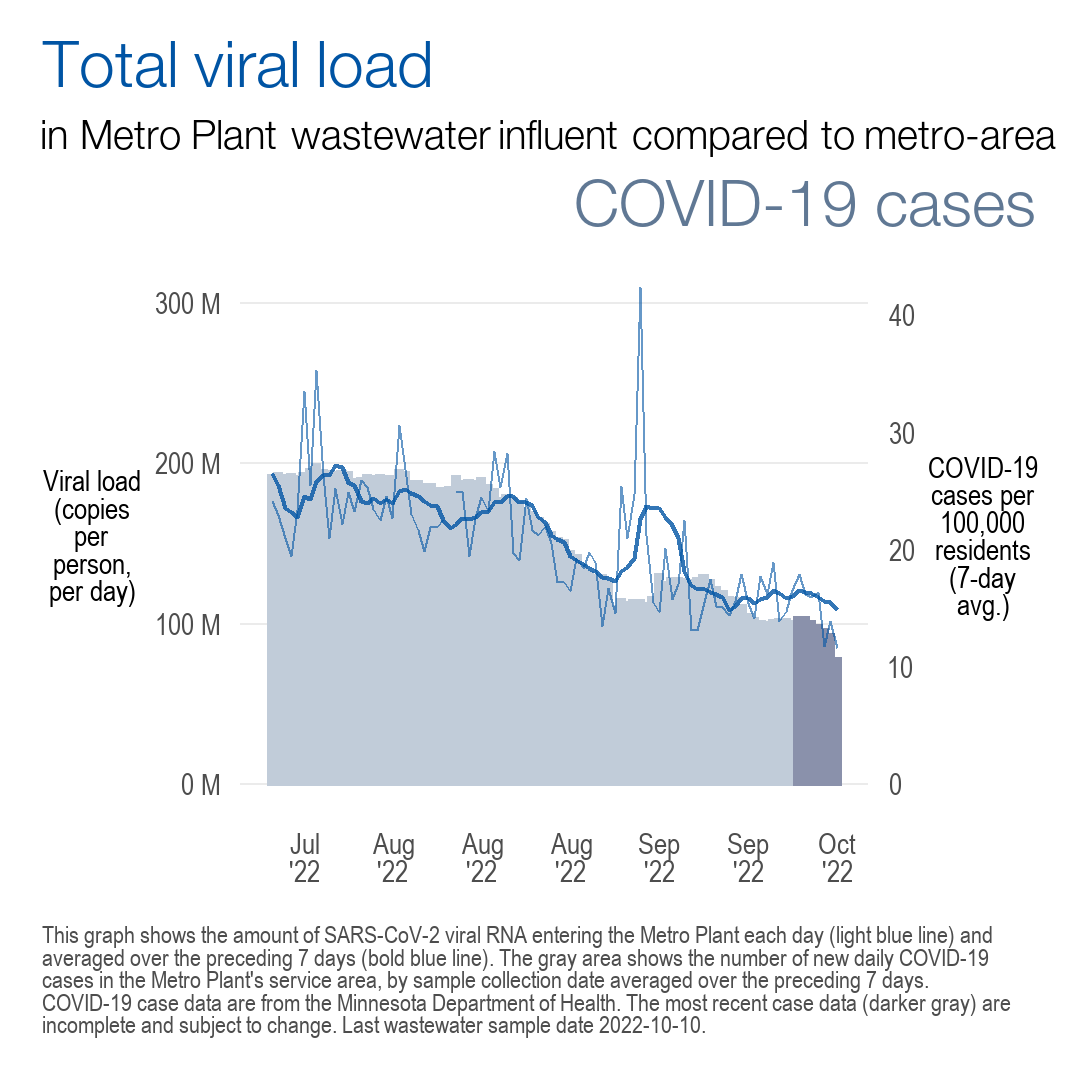 Total viral load
in Metro Plant wastewater influent compared to metro-area
COVID-19 cases
300 M
200 M
100 M
0 M
Viral load
(copies
per
person,
per day)
40
30
20
10
0
COVID-19
cases per
100,000
residents
(7-day
avg.)
Jul '22
Aug '22
Aug '22
Aug '22
Sep '22
Sep '22
Oct '22
This graph shows the amount of SARS-CoV-2 viral RNA entering the Metro Plant each day (light blue line) and
averaged over the preceding 7 days (bold blue line). The gray area shows the number of new daily COVID-19
cases in the Metro Plant's service area, by sample collection date averaged over the preceding 7 days.
COVID-19 case data are from the Minnesota Department of Health. The most recent case data (darker gray) are
incomplete and subject to change. Last wastewater sample date 2022-10-10.